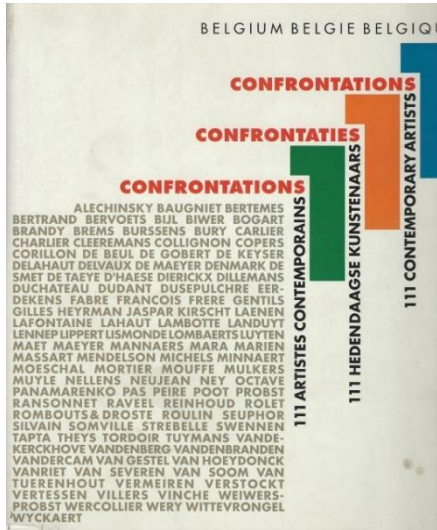 BELGIUM BELGIE BELGIQU
CONFRONTATIONS
CONFRONTATIES
CONFRONTATIONS
111 ARTISTES CONTEMPORAINS
111 HEDENDAAGSE KUNSTENAARS
111 CONTEMPORARY ARTISTS
ALECHINSKY BAUGNIET BERTEMES
BERTRAND BERVOETS BIJL BIWER BOGART
BRANDY BREMS BURSSENS BURY CARLIER
CHARLIER CLEEREMANS COLLIGNON COPERS
CORILLON DE BEUL DE GOBERT DE KEYSER
DELAHAUT DELVAUX DE MAEYER DENMARK DE
SMET DE TAEYE D'HAESE DIERICKX DILLEMANS
DUCHATEAU DUDANT DUSEPULCHRE EER-
DEKENS FABRE FRANCOIS FRERE GENTILS
GILLES HEYRMAN JASPAR KIRSCHT LAENEN
LAFONTAINE LAHAUT LAMBOTTE LANDUYT
LENNEP LIPPERT LISMONDE LOMBAERTS LUYTEN
MAET MAEYER MANNAERS MARA MARIEN
MASSART MENDELSON MICHELS MINNAERT
MOESCHAL MORTIER MOUFFE MULKERS
MUYLE NELLENS NEUJEAN NEY OCTAVE
PANAMARENKO PAS PEIRE POOT PROBST
RANSONNET RAVEEL REINHOUD ROLET
ROMBOUTS & DROSTE ROULIN SEUPHOR
SILVAIN SOMVILLE STREBELLE SWENNEN
TAPTA THEYS TORDOIR TUYMANS VANDE-
KERCKHOVE VANDENBERG VANDENBRANDEN
VANDERCAM VAN GESTEL VAN HOEYDONCK
VANRIET VAN SEVEREN VAN SOOM VAN
TUERENHOUT VERMEIREN VERSTOCKT
VERTESSEN VILLERS VINCHE WEIWERS-
PROBST WERCOLLIER WERY WITTEVRONGEL
WYCKAERT